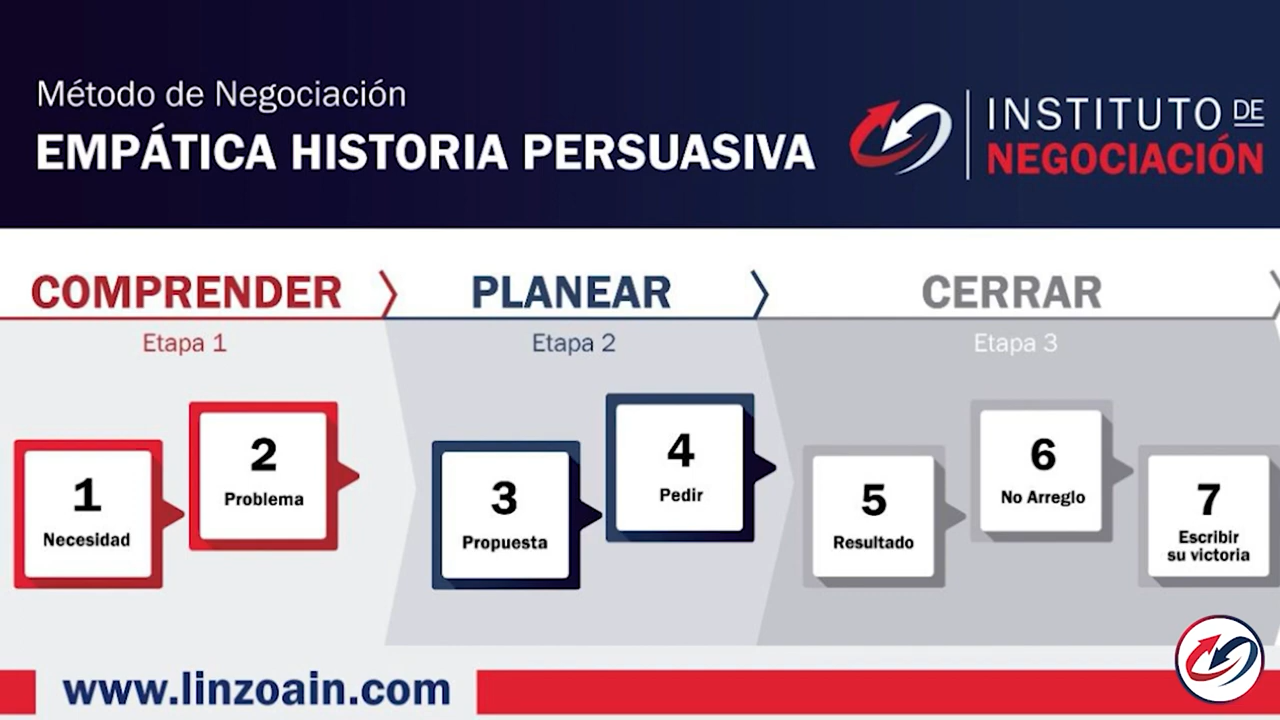 Método de Negociación
EMPÁTICA HISTORIA PERSUASIVA
INSTITUTO DE
NEGOCIACIÓN
COMPRENDER
Etapa 1
PLANEAR
Etapa 2
CERRAR
Etapa 3
1
Necesidad
2
Problema
3
Propuesta
4
Pedir
5
Resultado
6
No Arreglo
7
Escribir
su victoria
www.linzoain.com